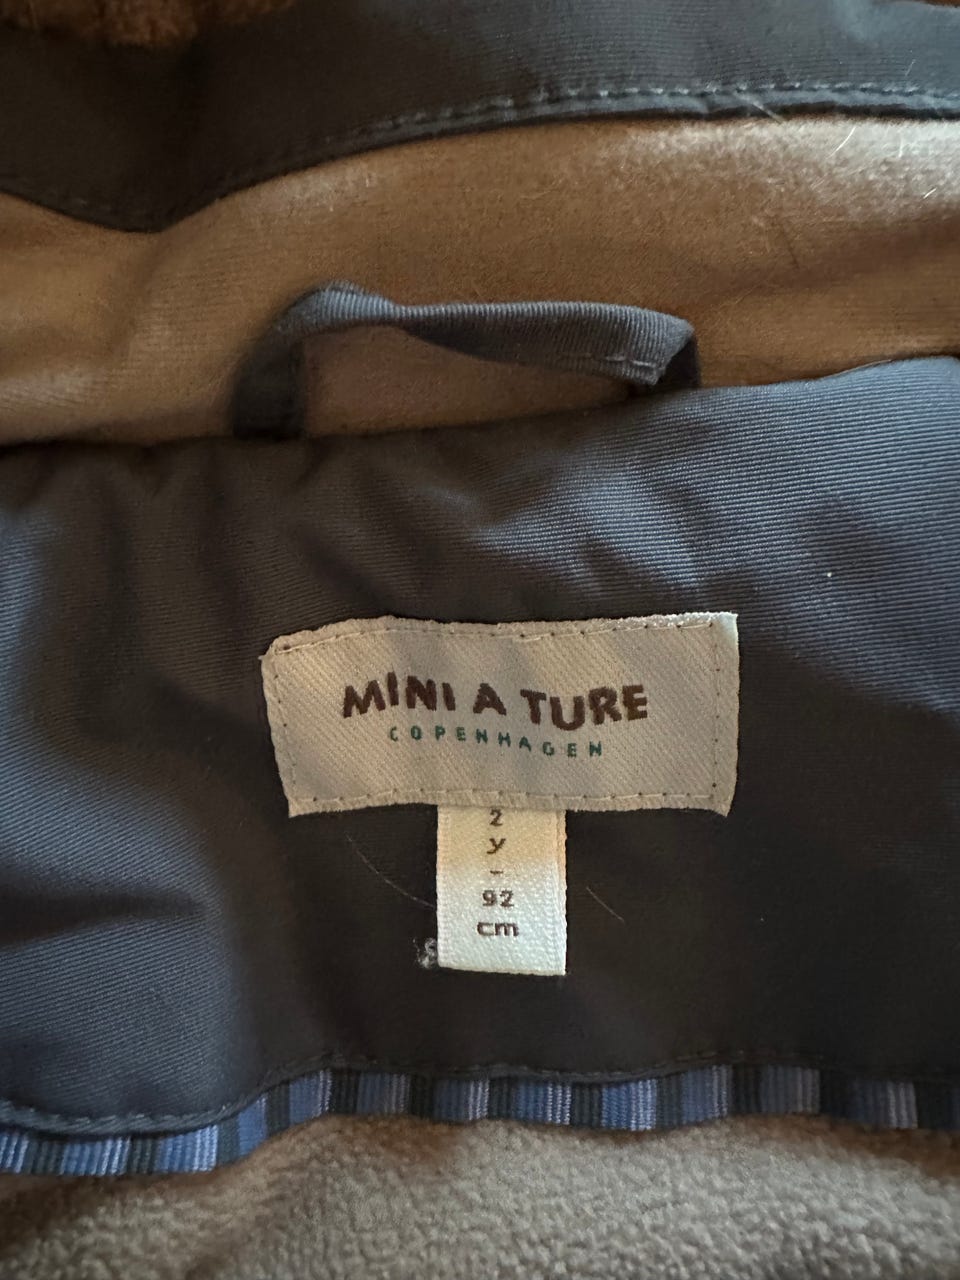 MINI A TURE
COPENHAGEN
2
y
-
92
cm